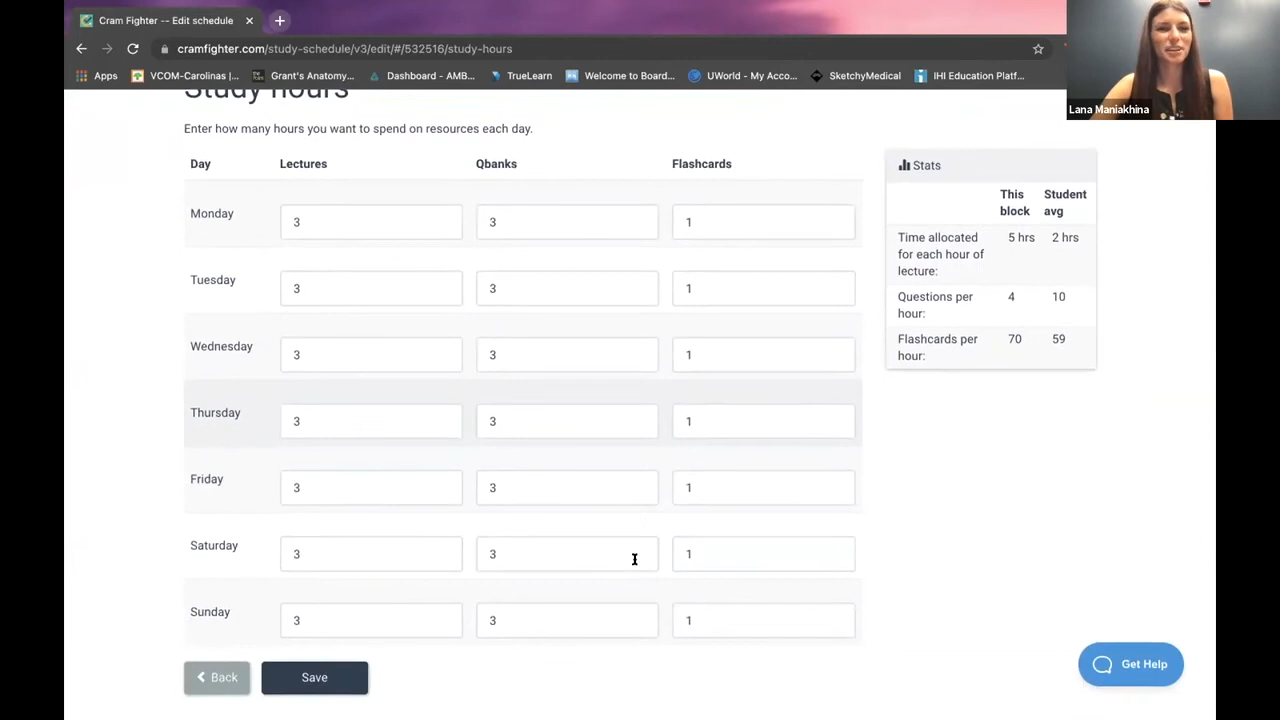 Cram Fighter -- Edit schedule
cramfighter.com/study-schedule/v3/edit/#/532516/study-hours
Apps VCOM-Carolinas |... Grant's Anatomy... Dashboard - AMB... TrueLearn Welcome to Board... UWorld - My Acco... SketchyMedical IHI Education Platf...
Lana Maniakhina
Study hours
Enter how many hours you want to spend on resources each day.
Day Lectures Qbanks Flashcards
Monday 3 3 1
Tuesday 3 3 1
Wednesday 3 3 1
Thursday 3 3 1
Friday 3 3 1
Saturday 3 3 1
Sunday 3 3 1
Back Save
Stats
This Student
block avg
Time allocated 5 hrs 2 hrs
for each hour of
lecture:
Questions per 4 10
hour:
Flashcards per 70 59
hour:
Get Help